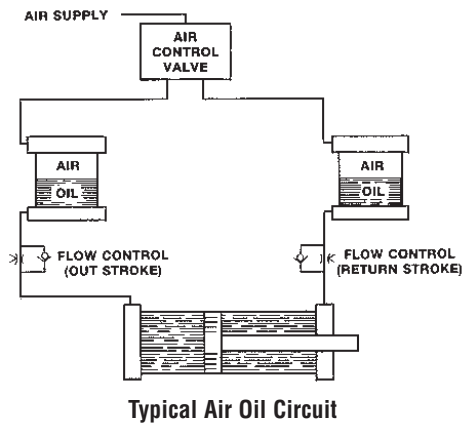 AIR SUPPLY
AIR
CONTROL
VALVE
AIR
OIL
AIR
OIL
FLOW CONTROL
(OUT STROKE)
FLOW CONTROL
(RETURN STROKE)
Typical Air Oil Circuit